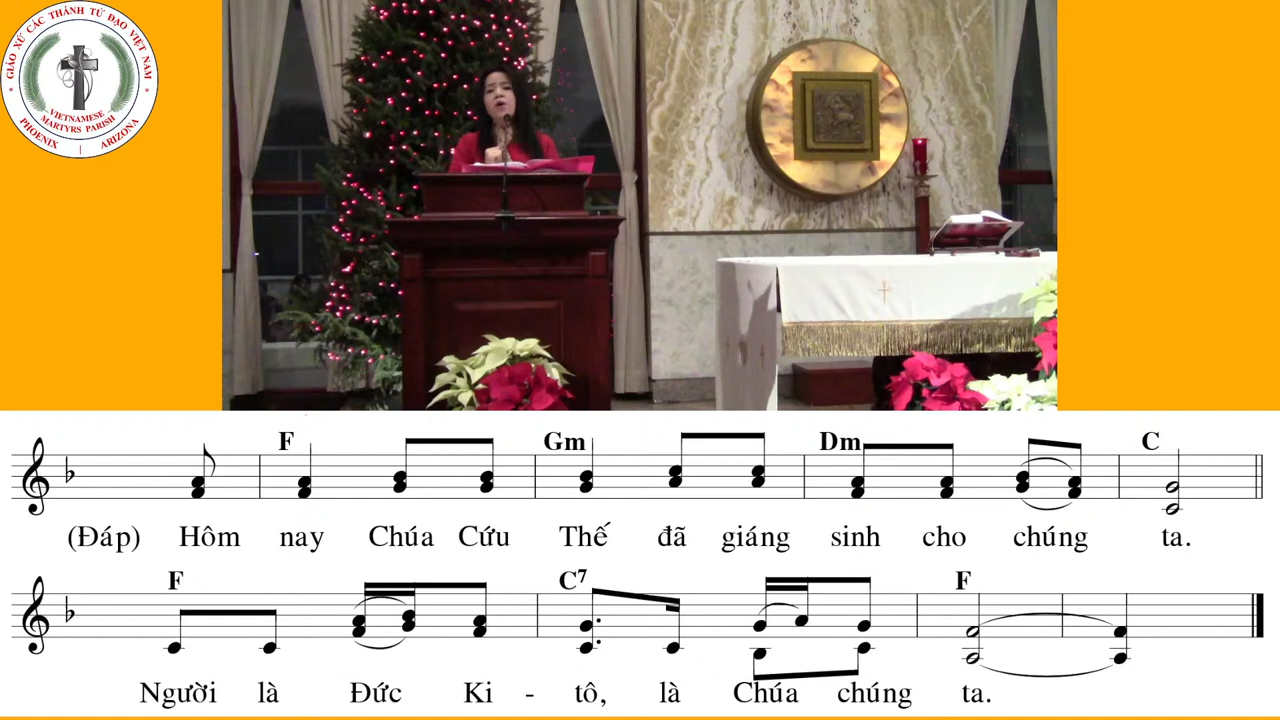 GIÁO XỨ CÁC THÁNH TỬ ĐẠO VIỆT NAM
VIETNAMESE
MARTYRS PARISH
PHOENIX | ARIZONA
F Gm Dm C
(Đáp) Hôm nay Chúa Cứu Thế đã giáng sinh cho chúng ta.
F C7 F
Người là Đức Ki - tô, là Chúa chúng ta.